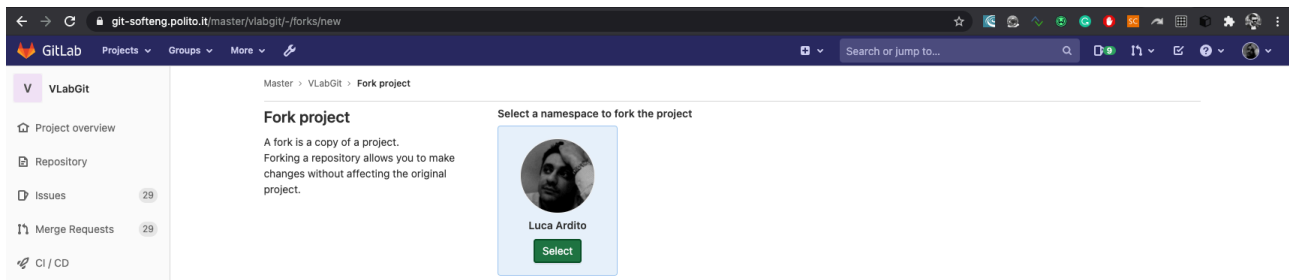 git-softeng.polito.it/master/vlabgit/-/forks/new
GitLab Projects Groups More Search or jump to... 9
V VLabGit
Master > VLabGit > Fork project
Fork project
Select a namespace to fork the project
A fork is a copy of a project.
Forking a repository allows you to make
changes without affecting the original
project.
Project overview
Repository
Issues 29
Merge Requests 29
CI / CD
Luca Ardito
Select